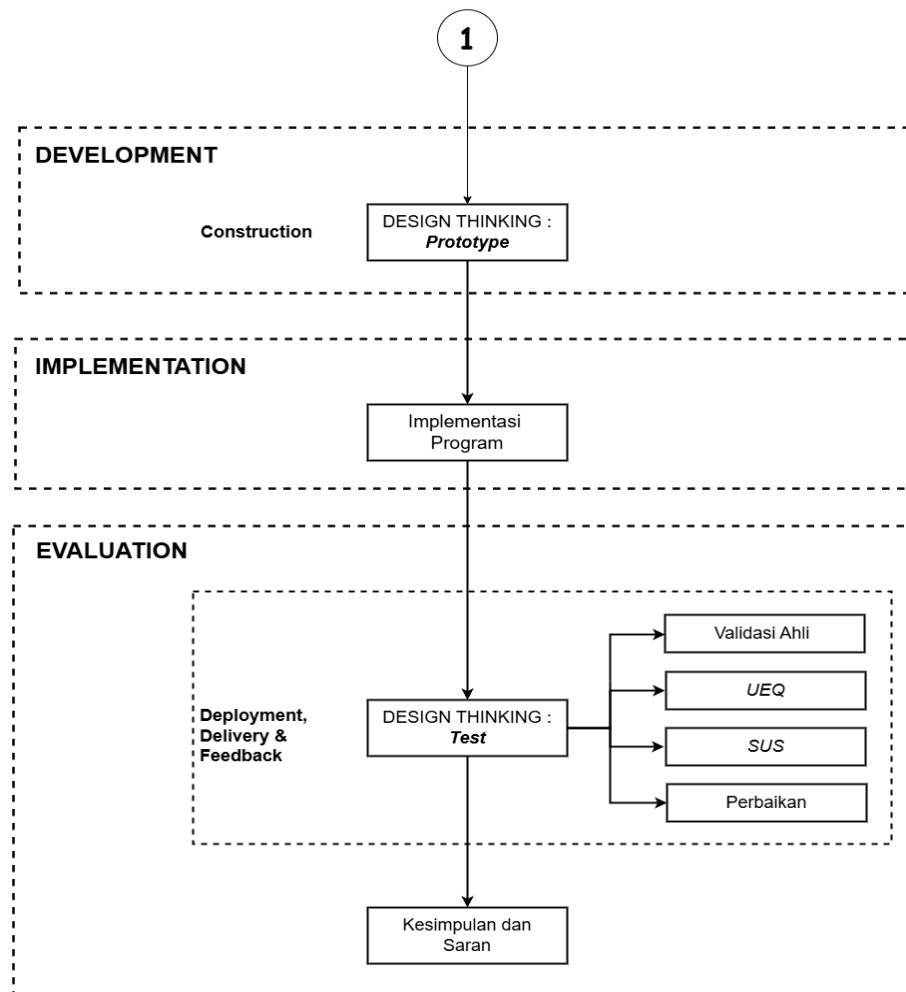 1
DEVELOPMENT
Construction
DESIGN THINKING :
Prototype
IMPLEMENTATION
Implementasi
Program
EVALUATION
Deployment,
Delivery &
Feedback
DESIGN THINKING :
Test
Validasi Ahli
UEQ
SUS
Perbaikan
Kesimpulan dan
Saran